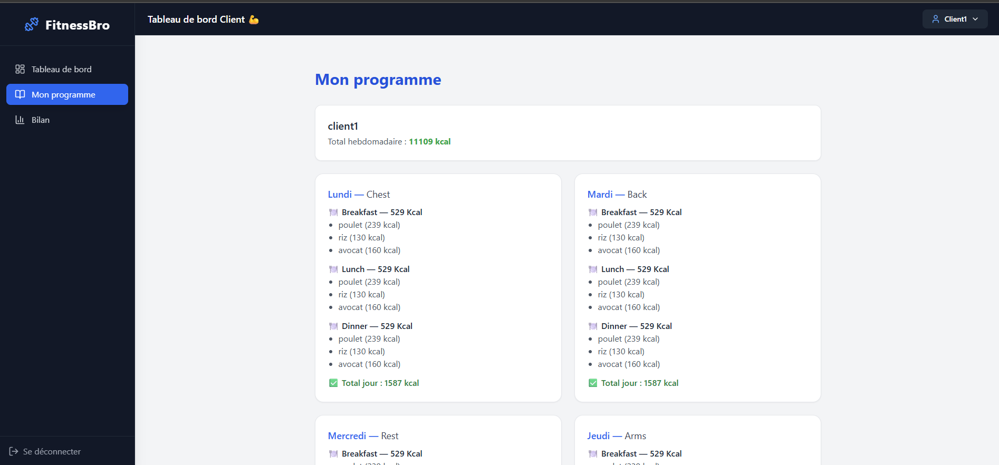 FitnessBro
Tableau de bord Client 💪
Client1
Tableau de bord
Mon programme
Bilan
Se déconnecter
Mon programme
client1
Total hebdomadaire : 11109 kcal
Lundi — Chest
🍽️ Breakfast — 529 Kcal
• poulet (239 kcal)
• riz (130 kcal)
• avocat (160 kcal)
🍽️ Lunch — 529 Kcal
• poulet (239 kcal)
• riz (130 kcal)
• avocat (160 kcal)
🍽️ Dinner — 529 Kcal
• poulet (239 kcal)
• riz (130 kcal)
• avocat (160 kcal)
✅ Total jour : 1587 kcal
Mardi — Back
🍽️ Breakfast — 529 Kcal
• poulet (239 kcal)
• riz (130 kcal)
• avocat (160 kcal)
🍽️ Lunch — 529 Kcal
• poulet (239 kcal)
• riz (130 kcal)
• avocat (160 kcal)
🍽️ Dinner — 529 Kcal
• poulet (239 kcal)
• riz (130 kcal)
• avocat (160 kcal)
✅ Total jour : 1587 kcal
Mercredi — Rest
🍽️ Breakfast — 529 Kcal
Jeudi — Arms
🍽️ Breakfast — 529 Kcal